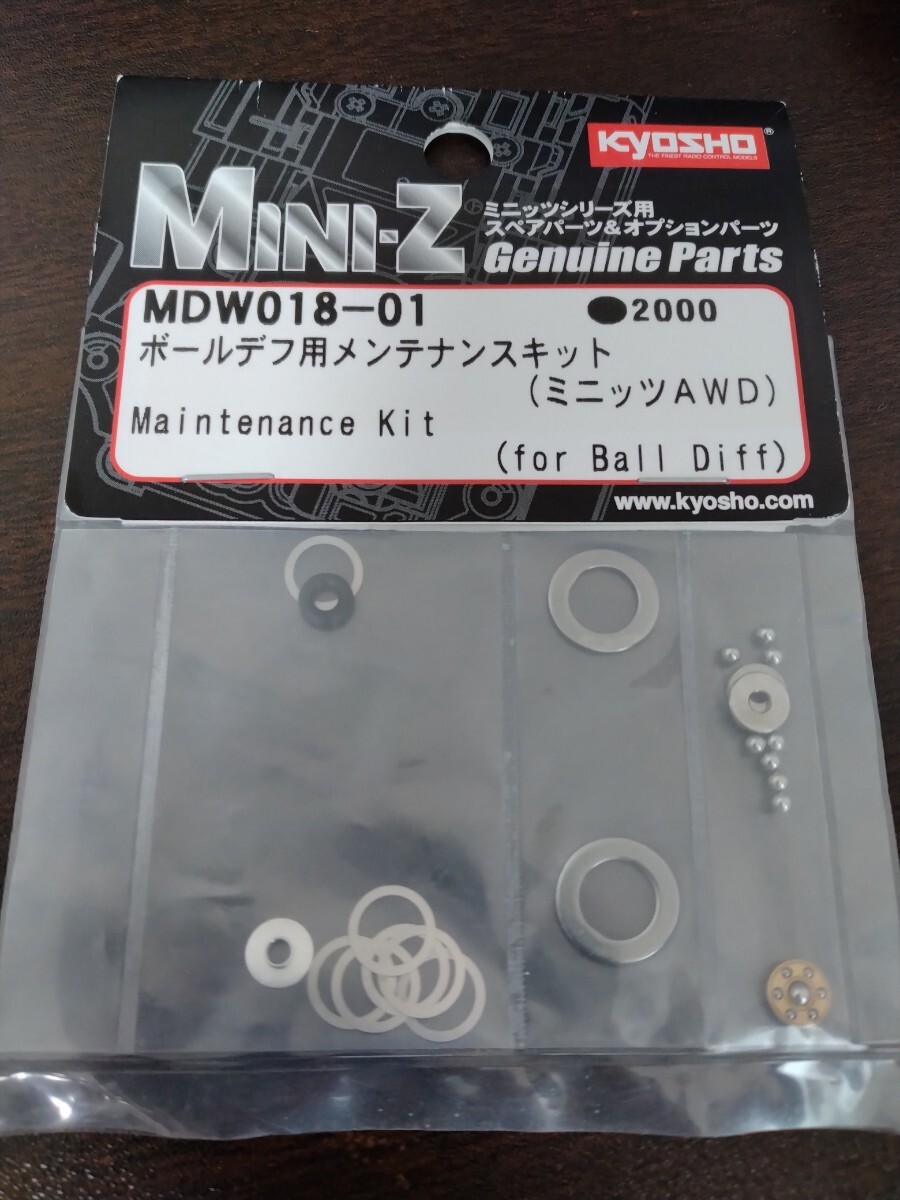 KYOSHO®
THE FINEST RADIO CONTROL MODELS
MINI-Z
ミニッツシリーズ用
スペアパーツ&オプションパーツ
Genuine Parts
MDW018-01 ●2000
ボールデフ用メンテナンスキット
(ミニッツAWD)
Maintenance Kit
(for Ball Diff)
www.kyosho.com